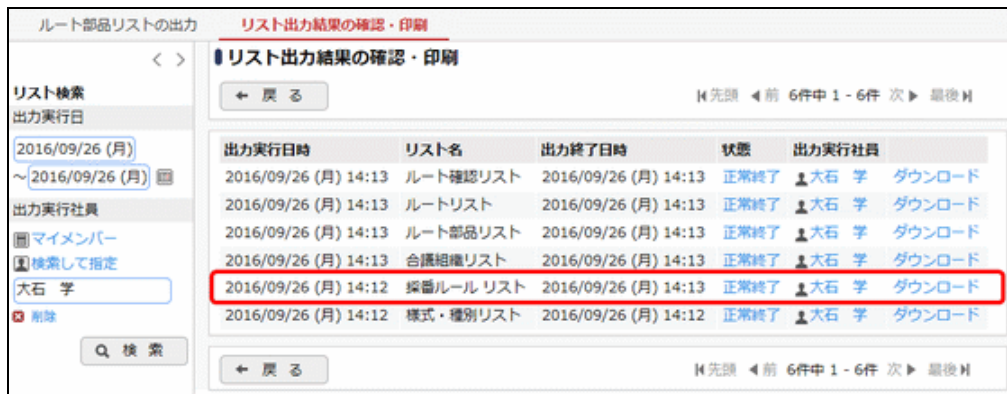 ルート部品リストの出力 リスト出力結果の確認・印刷
リスト検索
出力実行日
2016/09/26 (月)
～2016/09/26 (月)
出力実行社員
マイメンバー
検索して指定
大石 学
削除
検 索
リスト出力結果の確認・印刷
戻 る 先頭 前 6件中 1 - 6件 次 最後
出力実行日時 リスト名 出力終了日時 状態 出力実行社員
2016/09/26 (月) 14:13 ルート確認リスト 2016/09/26 (月) 14:13 正常終了 大石 学 ダウンロード
2016/09/26 (月) 14:13 ルートリスト 2016/09/26 (月) 14:13 正常終了 大石 学 ダウンロード
2016/09/26 (月) 14:13 ルート部品リスト 2016/09/26 (月) 14:13 正常終了 大石 学 ダウンロード
2016/09/26 (月) 14:13 合議組織リスト 2016/09/26 (月) 14:13 正常終了 大石 学 ダウンロード
2016/09/26 (月) 14:12 採番ルール リスト 2016/09/26 (月) 14:13 正常終了 大石 学 ダウンロード
2016/09/26 (月) 14:12 様式・種別リスト 2016/09/26 (月) 14:12 正常終了 大石 学 ダウンロード
戻 る 先頭 前 6件中 1 - 6件 次 最後